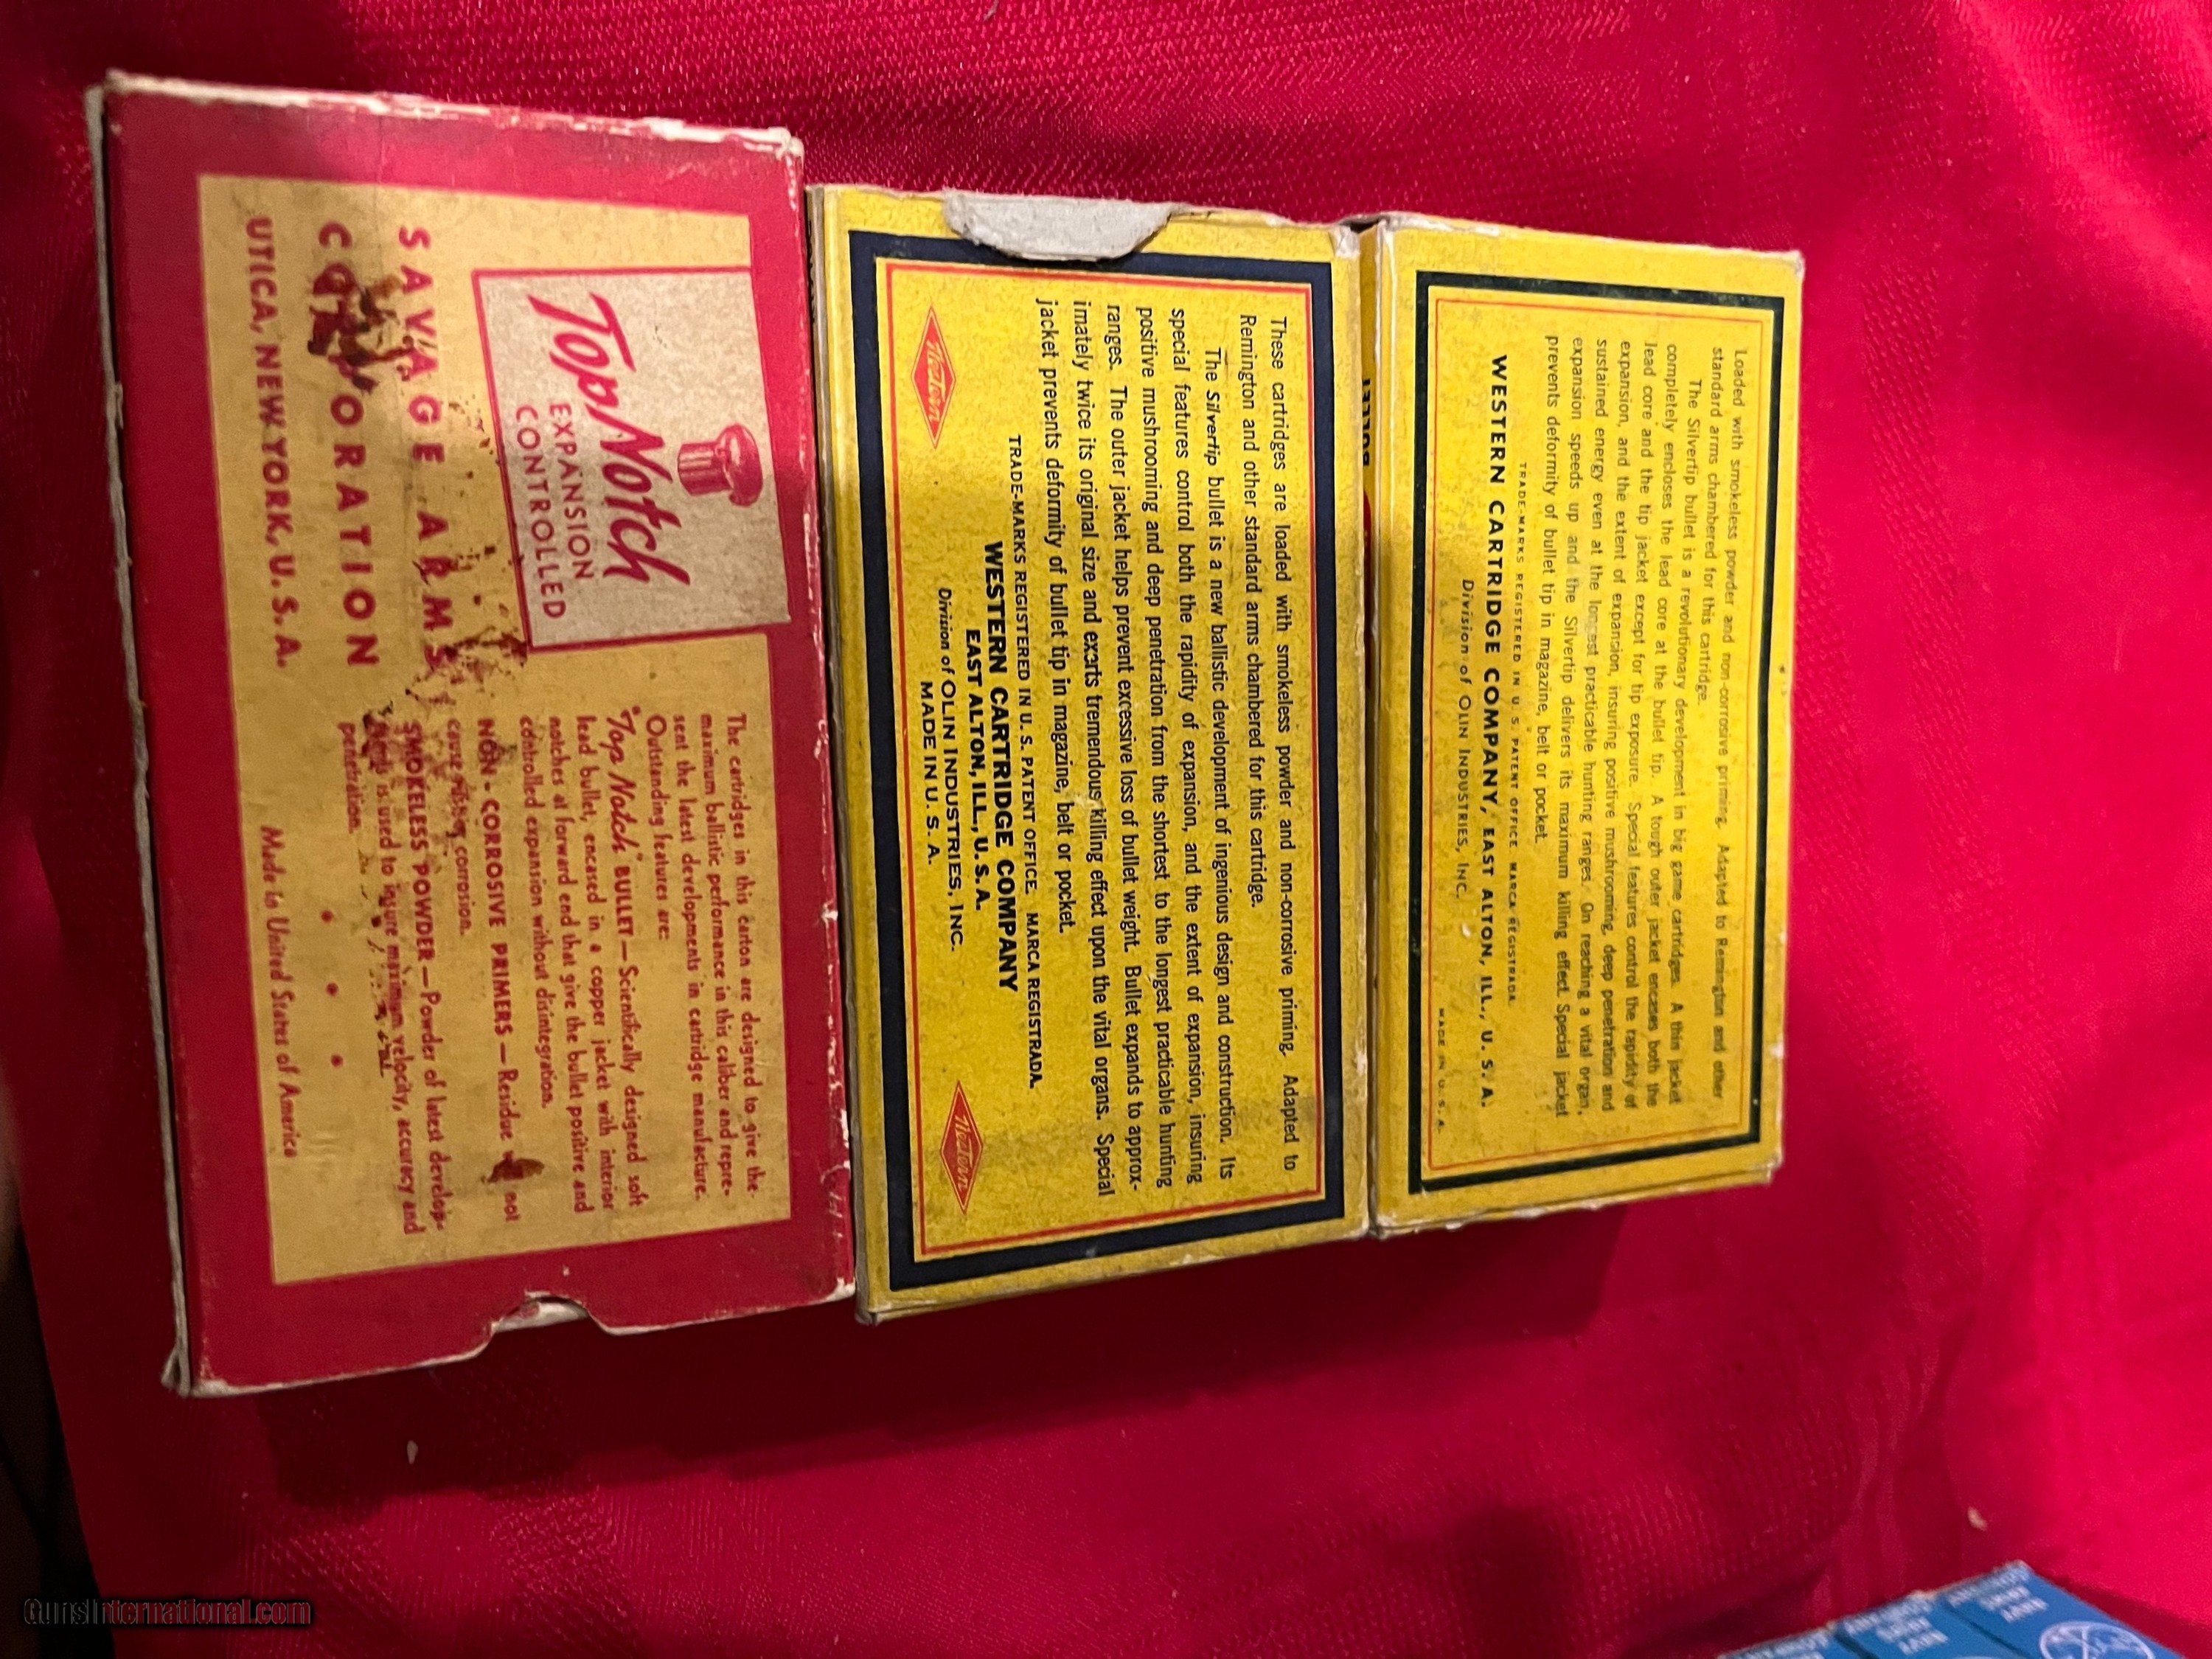 Loaded with smokeless powder and non-corrosive priming. Adapted to Remington and other
standard arms chambered for this cartridge.
The Silvertip bullet is a revolutionary development in big game cartridges. A thin jacket
completely encloses the lead core at the bullet tip. A tough outer jacket encases both the
lead core and the tip jacket except for tip exposure. Special features control the rapidity of
expansion, and the extent of expansion, insuring positive mushrooming, deep penetration and
sustained energy even at the longest practicable hunting ranges. On reaching a vital organ,
expansion speeds up and the Silvertip delivers its maximum killing effect. Special jacket
prevents deformity of bullet tip in magazine, belt or pocket.
TRADE-MARKS REGISTERED IN U. S. PATENT OFFICE. MARCA REGISTRADA.
WESTERN CARTRIDGE COMPANY, EAST ALTON, ILL., U. S. A.
Division of OLIN INDUSTRIES, INC.
MADE IN U. S. A.
These cartridges are loaded with smokeless powder and non-corrosive priming. Adapted to
Remington and other standard arms chambered for this cartridge.
The Silvertip bullet is a new ballistic development of ingenious design and construction. Its
special features control both the rapidity of expansion, and the extent of expansion, insuring
positive mushrooming and deep penetration from the shortest to the longest practicable hunting
ranges. The outer jacket helps prevent excessive loss of bullet weight. Bullet expands to approx-
imately twice its original size and exerts tremendous killing effect upon the vital organs. Special
jacket prevents deformity of bullet tip in magazine, belt or pocket.
TRADE-MARKS REGISTERED IN U. S. PATENT OFFICE. MARCA REGISTRADA.
WESTERN CARTRIDGE COMPANY
EAST ALTON, ILL., U. S. A.
Division of OLIN INDUSTRIES, INC.
MADE IN U. S. A.
Western
Western
Top Notch
EXPANSION
CONTROLLED
SAVAGE ARMS
CORPORATION
UTICA, NEW YORK, U. S. A.
The cartridges in this carton are designed to give the
maximum ballistic performance in this caliber and repre-
sent the latest developments in cartridge manufacture.
Outstanding features are:
"Top Notch" BULLET — Scientifically designed soft
lead bullet, encased in a copper jacket with interior
notches at forward end that give the bullet positive and
controlled expansion without disintegration.
NON-CORROSIVE PRIMERS — Residue not
cause corrosion.
SMOKELESS POWDER — Powder of latest develop-
is used to insure maximum velocity, accuracy and
penetration.
Made in United States of America
GunsInternational.com